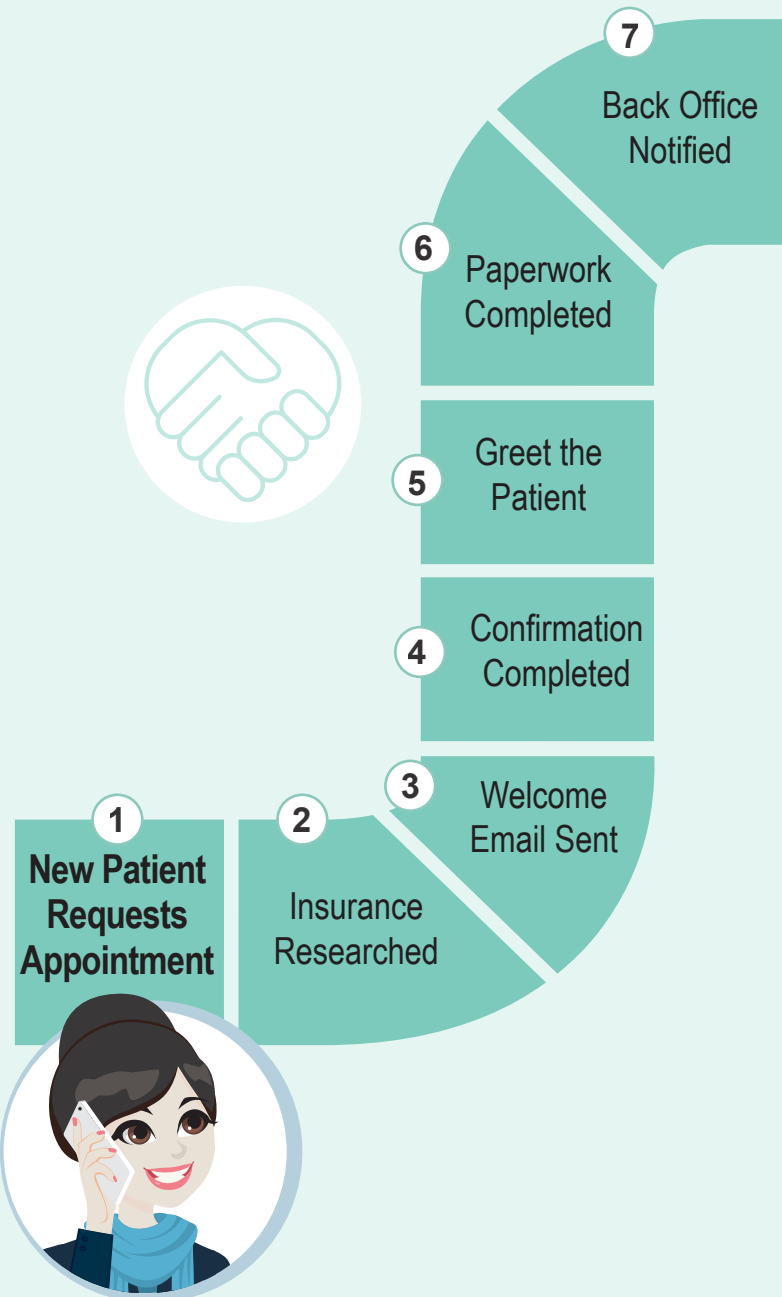 1
New Patient
Requests
Appointment
2
Insurance
Researched
3
Welcome
Email Sent
4
Confirmation
Completed
5
Greet the
Patient
6
Paperwork
Completed
7
Back Office
Notified